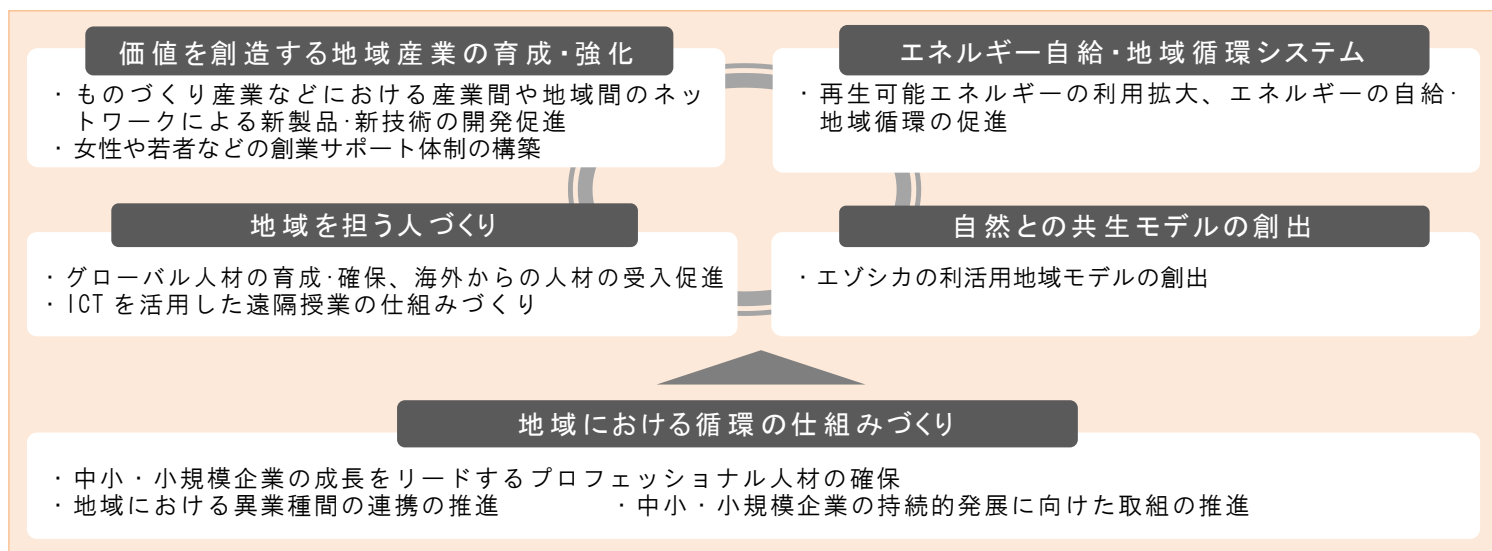 価値を創造する地域産業の育成・強化
・ものづくり産業などにおける産業間や地域間のネッ
トワークによる新製品・新技術の開発促進
・女性や若者などの創業サポート体制の構築
エネルギー自給・地域循環システム
・再生可能エネルギーの利用拡大、エネルギーの自給・
地域循環の促進
地域を担う人づくり
・グローバル人材の育成・確保、海外からの人材の受入促進
・ICTを活用した遠隔授業の仕組みづくり
自然との共生モデルの創出
・エゾシカの利活用地域モデルの創出
地域における循環の仕組みづくり
・中小・小規模企業の成長をリードするプロフェッショナル人材の確保
・地域における異業種間の連携の推進　・中小・小規模企業の持続的発展に向けた取組の推進